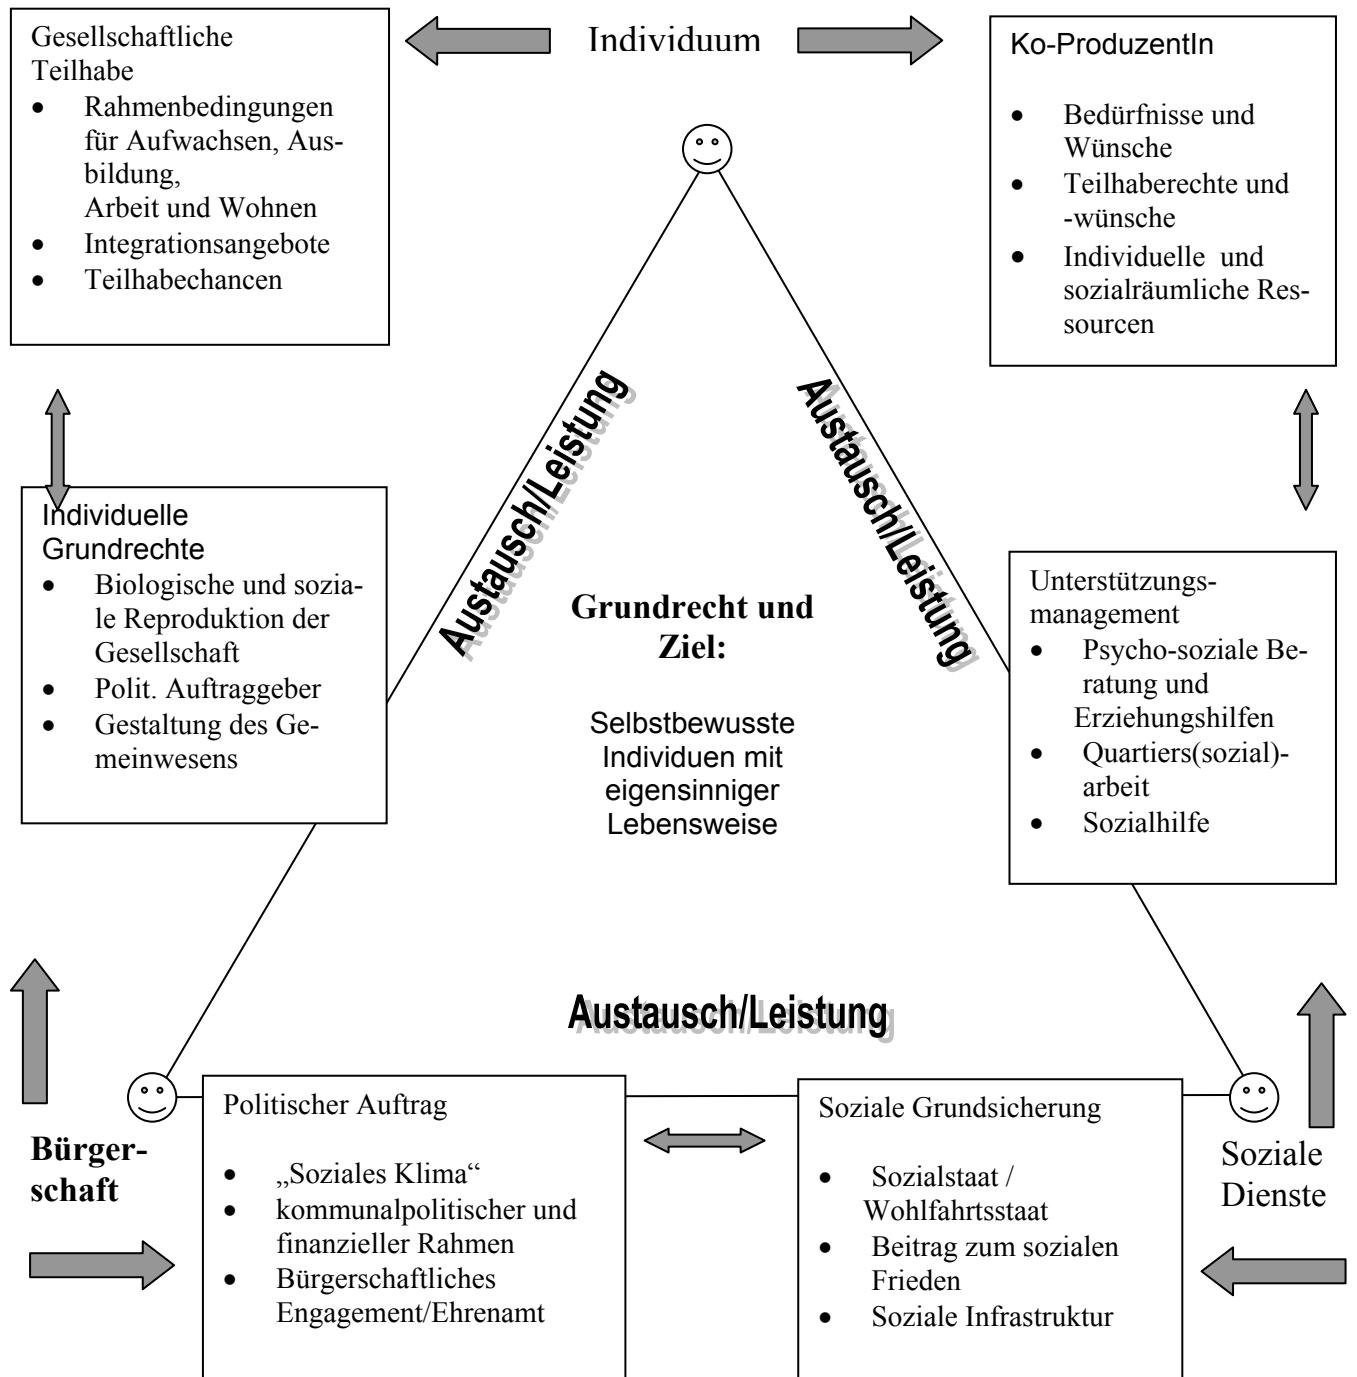 Individuum
Gesellschaftliche
Teilhabe
• Rahmenbedingungen
für Aufwachsen, Aus-
bildung,
Arbeit und Wohnen
• Integrationsangebote
• Teilhabechancen
Ko-ProduzentIn
• Bedürfnisse und
Wünsche
• Teilhaberechte und
-wünsche
• Individuelle und
sozialräumliche Res-
sourcen
Austausch/Leistung
Austausch/Leistung
Individuelle
Grundrechte
• Biologische und sozia-
le Reproduktion der
Gesellschaft
• Polit. Auftraggeber
• Gestaltung des Ge-
meinwesens
Grundrecht und
Ziel:
Selbstbewusste
Individuen mit
eigensinniger
Lebensweise
Unterstützungs-
management
• Psycho-soziale Be-
ratung und
Erziehungshilfen
• Quartiers(sozial)-
arbeit
• Sozialhilfe
Austausch/Leistung
Bürger-
schaft
Politischer Auftrag
• „Soziales Klima“
• kommunalpolitischer und
finanzieller Rahmen
• Bürgerschaftliches
Engagement/Ehrenamt
Soziale Grundsicherung
• Sozialstaat /
Wohlfahrtsstaat
• Beitrag zum sozialen
Frieden
• Soziale Infrastruktur
Soziale
Dienste